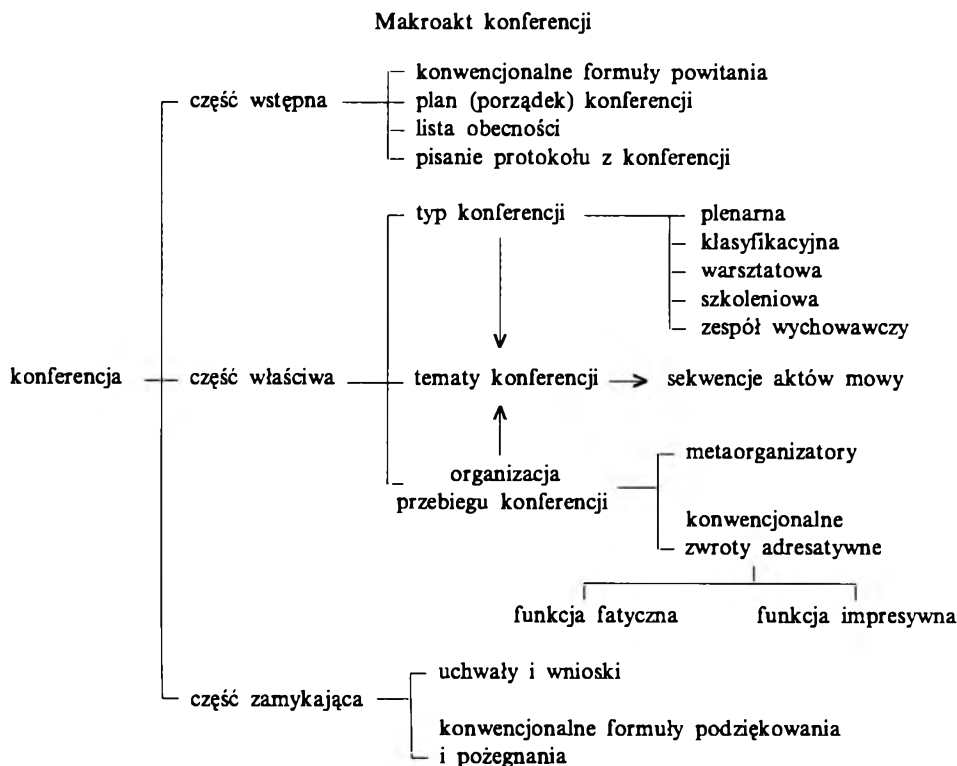 Makroakt konferencji
część wstępna
konwencjonalne formuły powitania
plan (porządek) konferencji
lista obecności
pisanie protokołu z konferencji
typ konferencji
plenarna
klasyfikacyjna
warsztatowa
szkoleniowa
zespół wychowawczy
konferencja
część właściwa
tematy konferencji
sekwencje aktów mowy
organizacja
przebiegu konferencji
metaorganizatory
konwencjonalne
zwroty adresatywne
funkcja fatyczna
funkcja impresywna
część zamykająca
uchwały i wnioski
konwencjonalne formuły podziękowania
i pożegnania